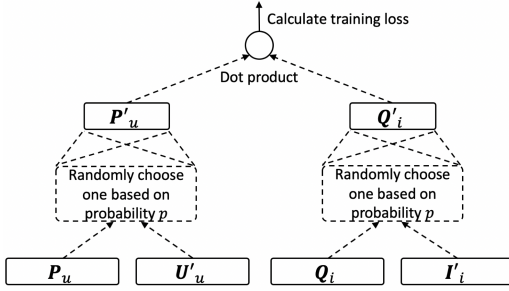 Calculate training loss
Dot product
P'u
Q'i
Randomly choose
one based on
probability p
Randomly choose
one based on
probability p
Pu
U'u
Qi
I'i